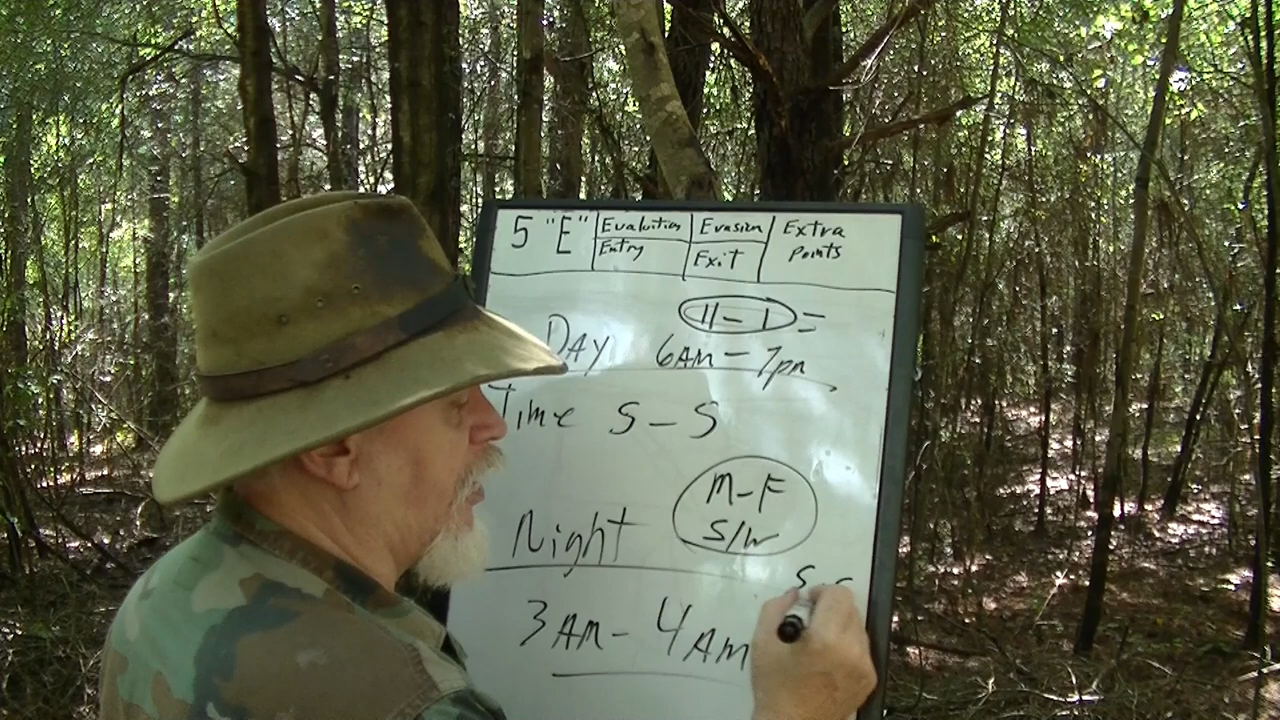 5 "E" Evaluation Evasion Extra
Entry Exit Points
11-1 =
DAY 6AM - 7pm
Time S-S
M-F
Night S/W
3AM - 4AM